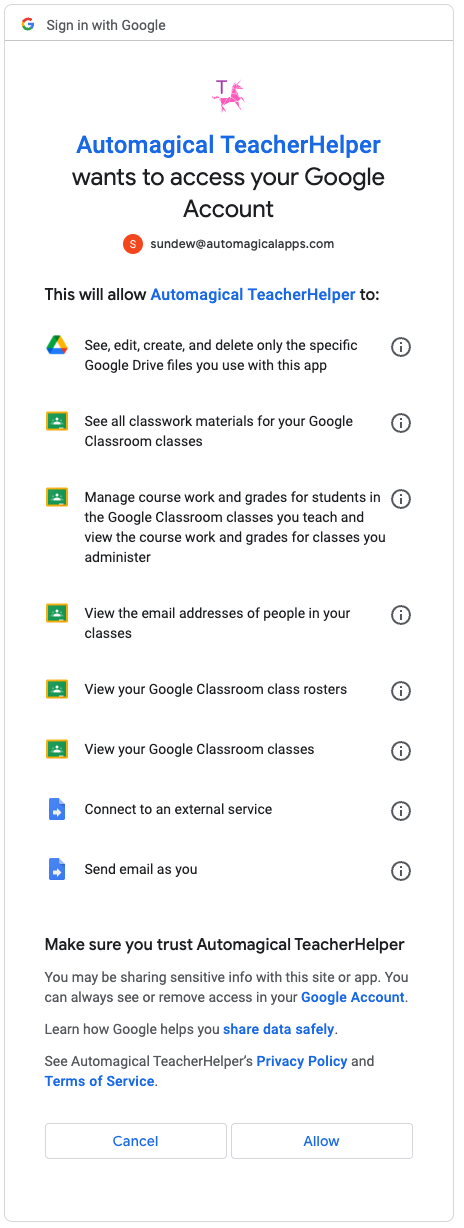 Sign in with Google
T
Automagical TeacherHelper
wants to access your Google
Account
S sundew@automagicalapps.com
This will allow Automagical TeacherHelper to:
See, edit, create, and delete only the specific
Google Drive files you use with this app
See all classwork materials for your Google
Classroom classes
Manage course work and grades for students in
the Google Classroom classes you teach and
view the course work and grades for classes you
administer
View the email addresses of people in your
classes
View your Google Classroom class rosters
View your Google Classroom classes
Connect to an external service
Send email as you
Make sure you trust Automagical TeacherHelper
You may be sharing sensitive info with this site or app. You
can always see or remove access in your Google Account.
Learn how Google helps you share data safely.
See Automagical TeacherHelper's Privacy Policy and
Terms of Service.
Cancel Allow